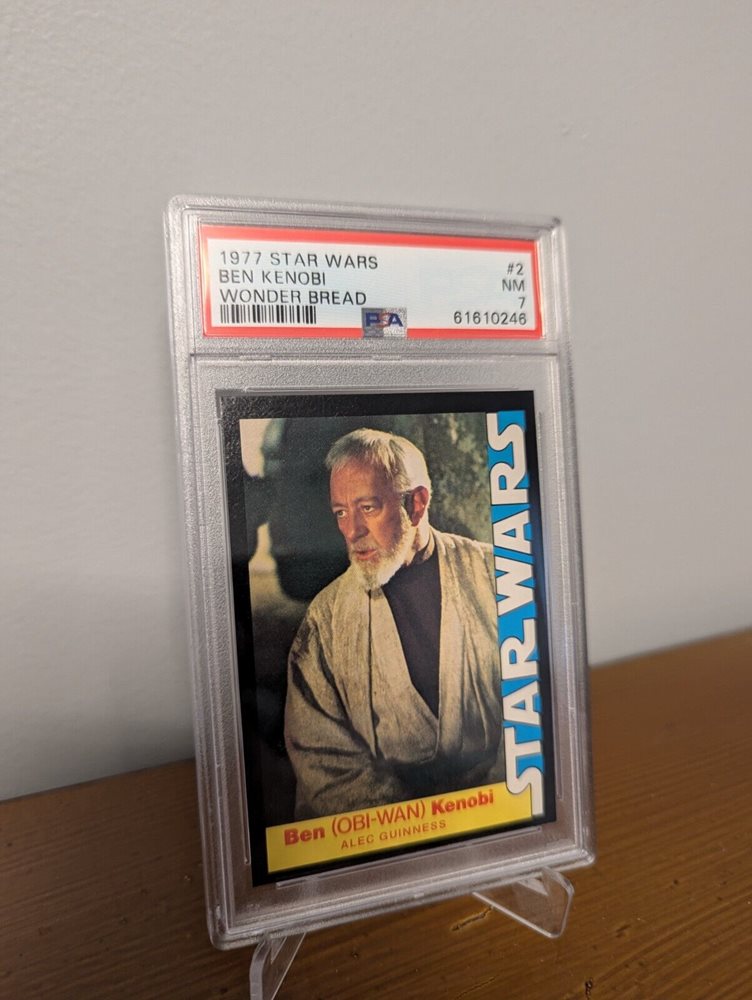 1977 STAR WARS
BEN KENOBI
WONDER BREAD
#2
NM
7
61610246
PSA
STAR WARS
Ben (OBI-WAN) Kenobi
ALEC GUINNESS